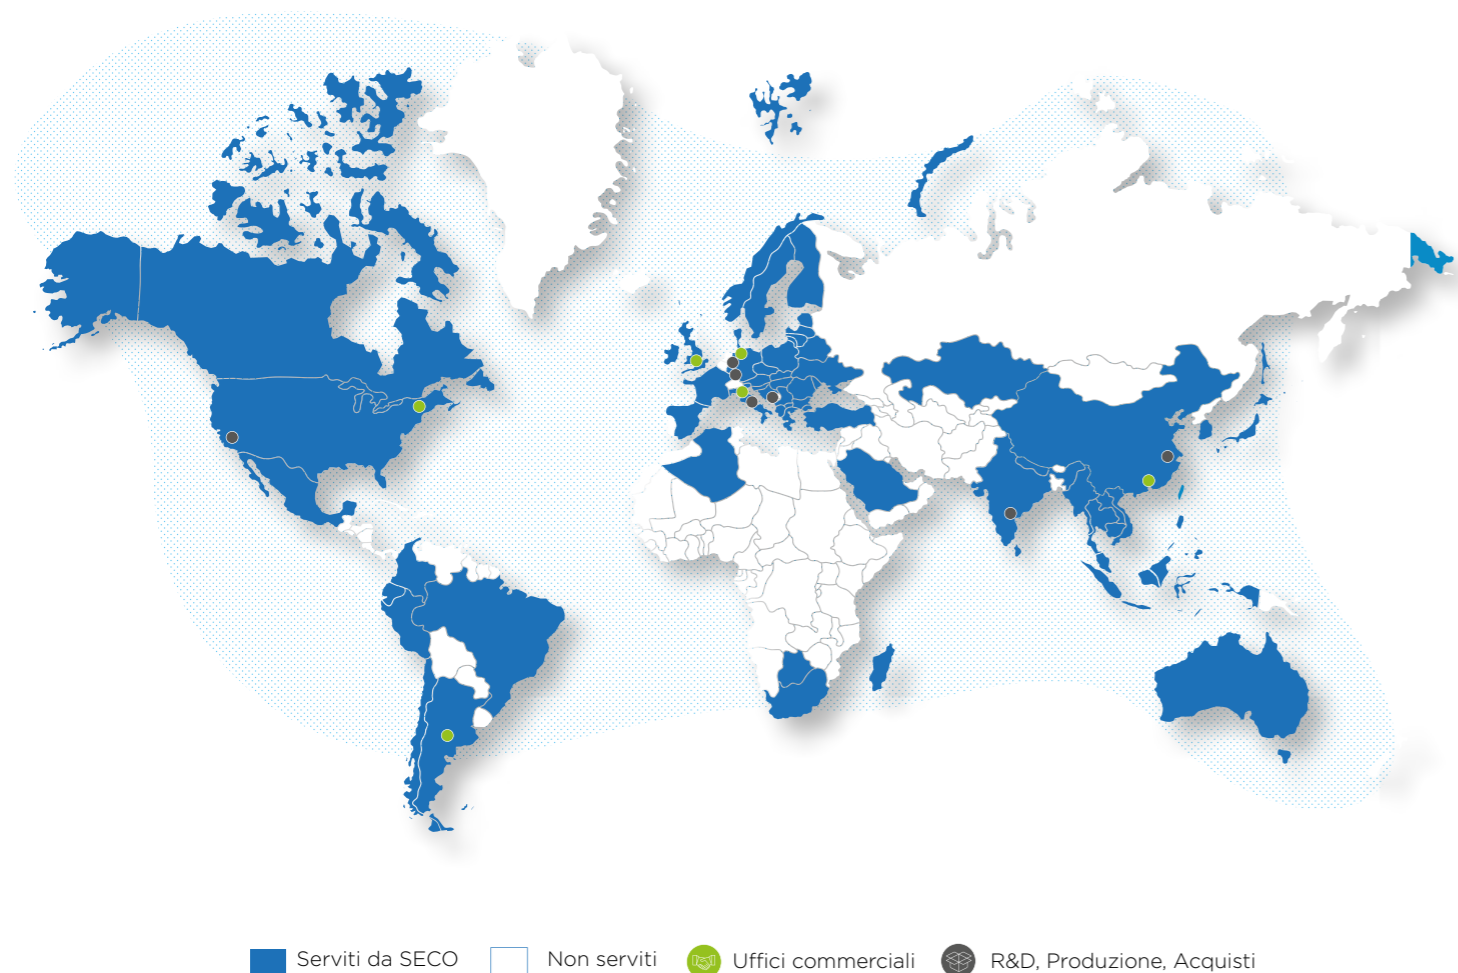 Serviti da SECO
Non serviti
Uffici commerciali
R&D, Produzione, Acquisti